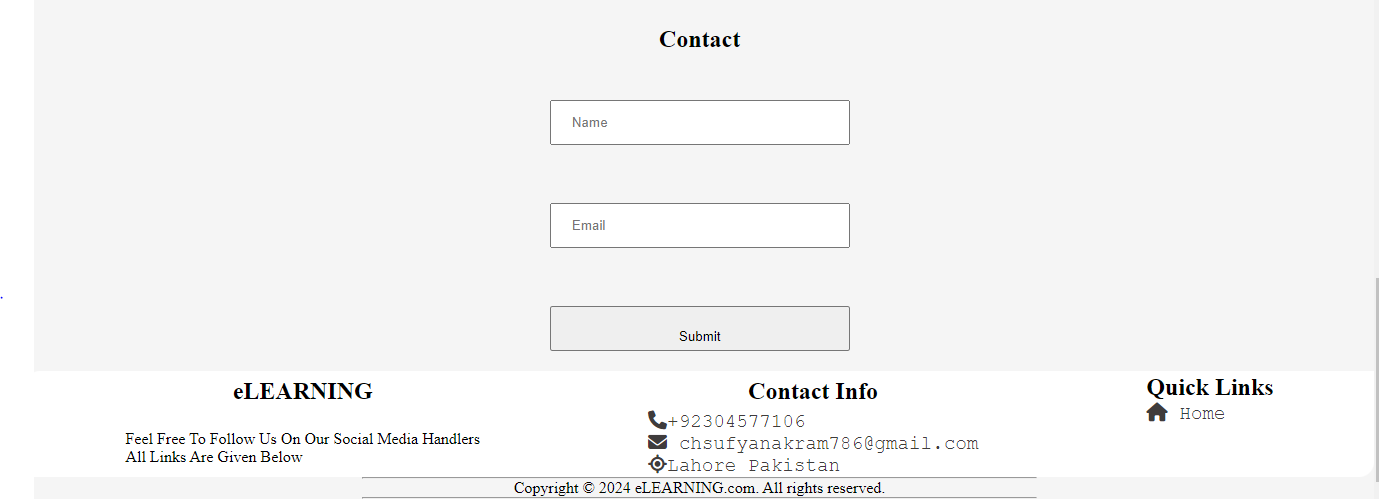 Contact
Name
Email
.
Submit
eLEARNING
Feel Free To Follow Us On Our Social Media Handlers
All Links Are Given Below
Contact Info
+92304577106
chsufyanakram786@gmail.com
Lahore Pakistan
Quick Links
Home
Copyright © 2024 eLEARNING.com. All rights reserved.